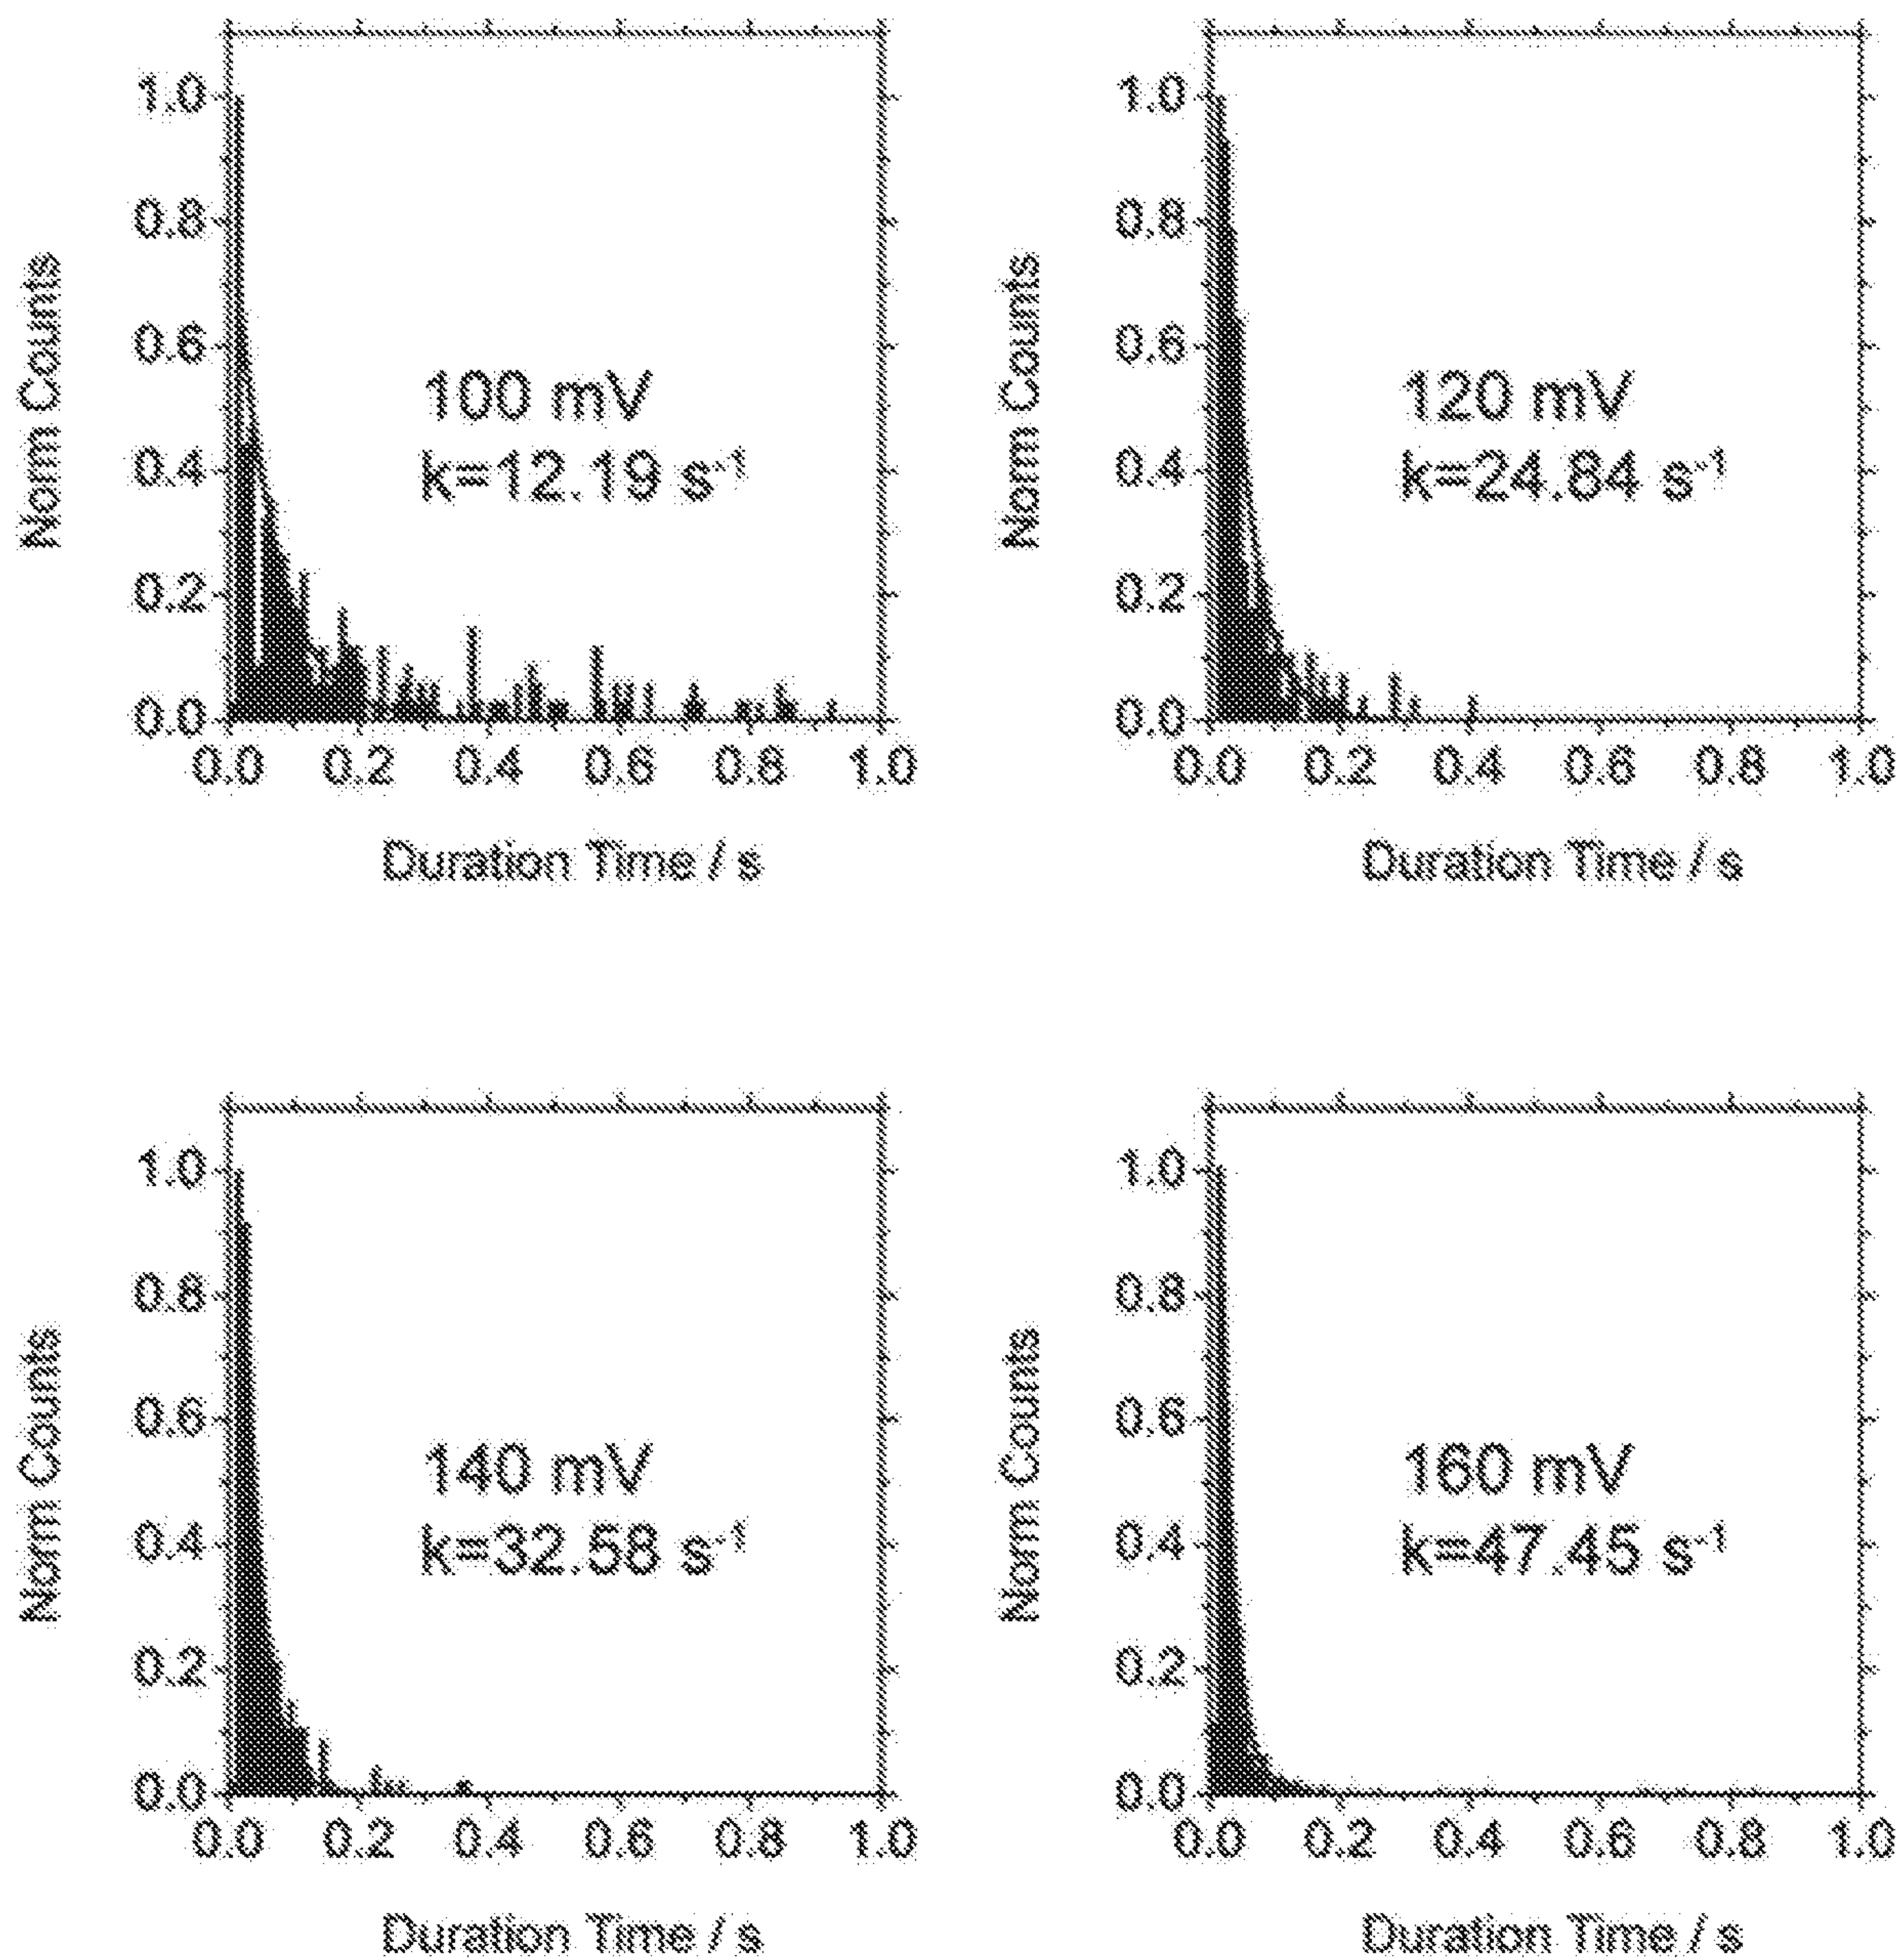 Norm Counts
1.0
0.8
0.6
0.4
0.2
0.0
100 mV
k=12.19 s-1
0.0 0.2 0.4 0.6 0.8 1.0
Duration Time / s
Norm Counts
1.0
0.8
0.6
0.4
0.2
0.0
120 mV
k=24.84 s-1
0.0 0.2 0.4 0.6 0.8 1.0
Duration Time / s
Norm Counts
1.0
0.8
0.6
0.4
0.2
0.0
140 mV
k=32.58 s-1
0.0 0.2 0.4 0.6 0.8 1.0
Duration Time / s
Norm Counts
1.0
0.8
0.6
0.4
0.2
0.0
160 mV
k=47.45 s-1
0.0 0.2 0.4 0.6 0.8 1.0
Duration Time / s